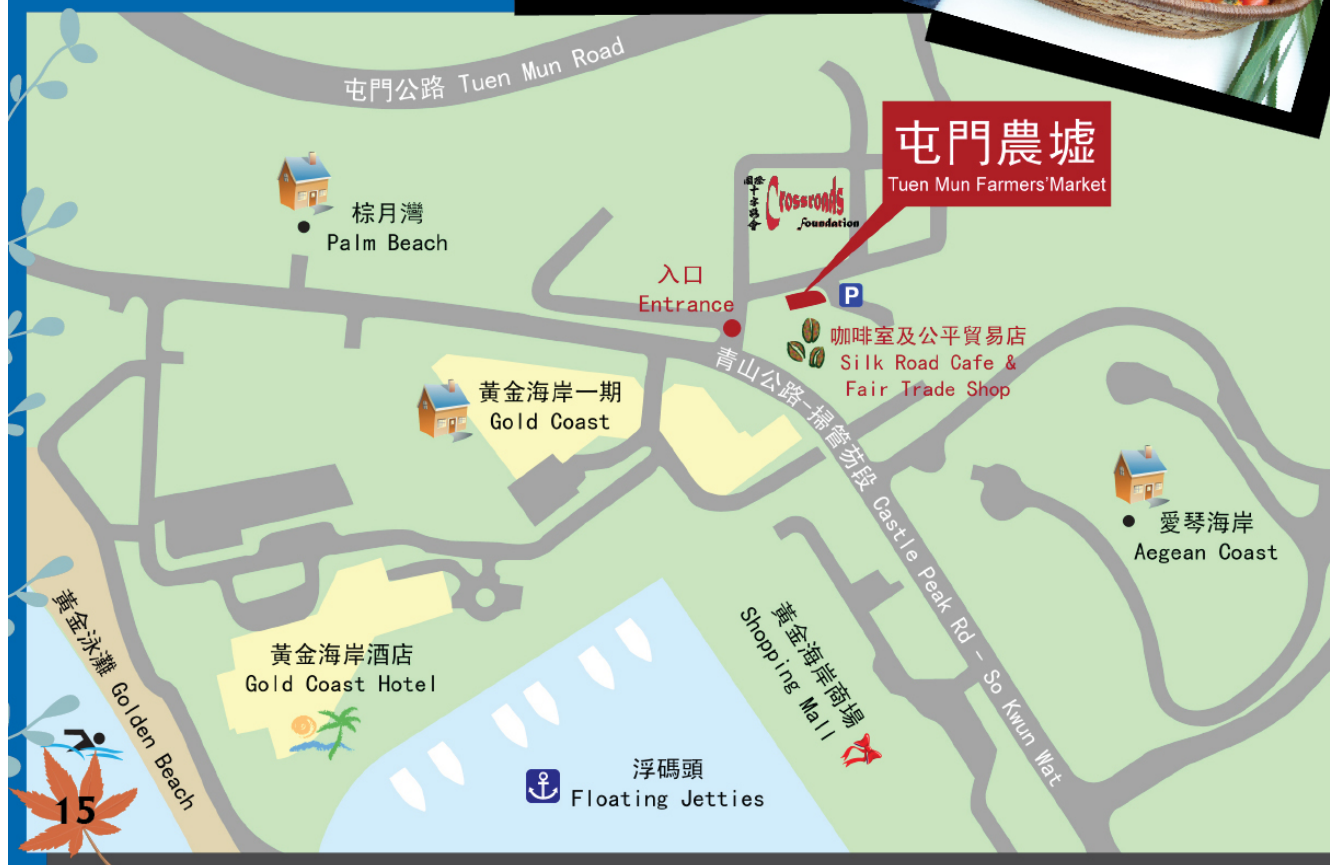 屯門公路 Tuen Mun Road
屯門農墟
Tuen Mun Farmers'Market
國際十字路會
Crossroads
foundation
棕月灣
Palm Beach
入口
Entrance
P
咖啡室及公平貿易店
Silk Road Cafe &
Fair Trade Shop
青山公路-掃管笏段 Castle Peak Rd - So Kwun Wat
黃金海岸一期
Gold Coast
愛琴海岸
Aegean Coast
黃金泳灘 Golden Beach
黃金海岸酒店
Gold Coast Hotel
黃金海岸商場
Shopping Mall
浮碼頭
Floating Jetties
15